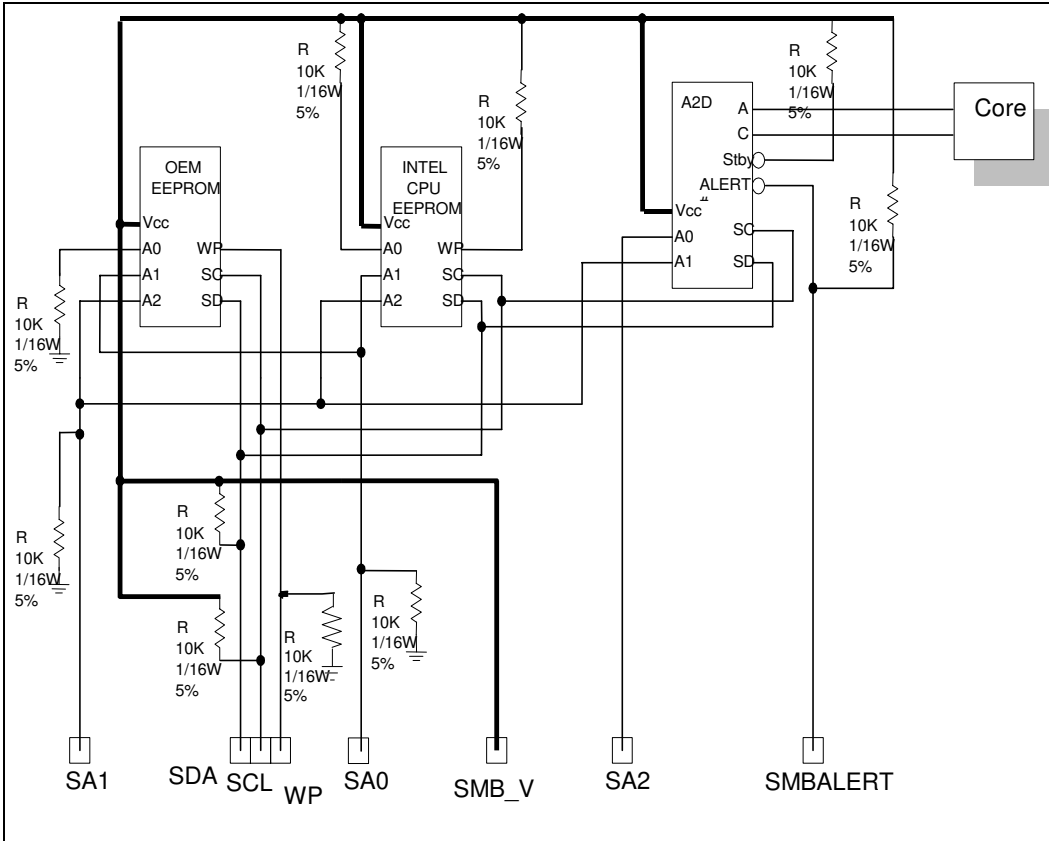 R
10K
1/16W
5%
R
10K
1/16W
5%
R
10K
1/16W
5%
A2D
A
C
Stby
ALERT
Vcc
A0
A1
SC
SD
Core
R
10K
1/16W
5%
OEM
EEPROM
Vcc
A0
A1
A2
WP
SC
SD
INTEL
CPU
EEPROM
Vcc
A0
A1
A2
WP
SC
SD
R
10K
1/16W
5%
R
10K
1/16W
5%
R
10K
1/16W
5%
R
10K
1/16W
5%
R
10K
1/16W
5%
R
10K
1/16W
5%
SA1
SDA
SCL
WP
SA0
SMB_V
SA2
SMBALERT